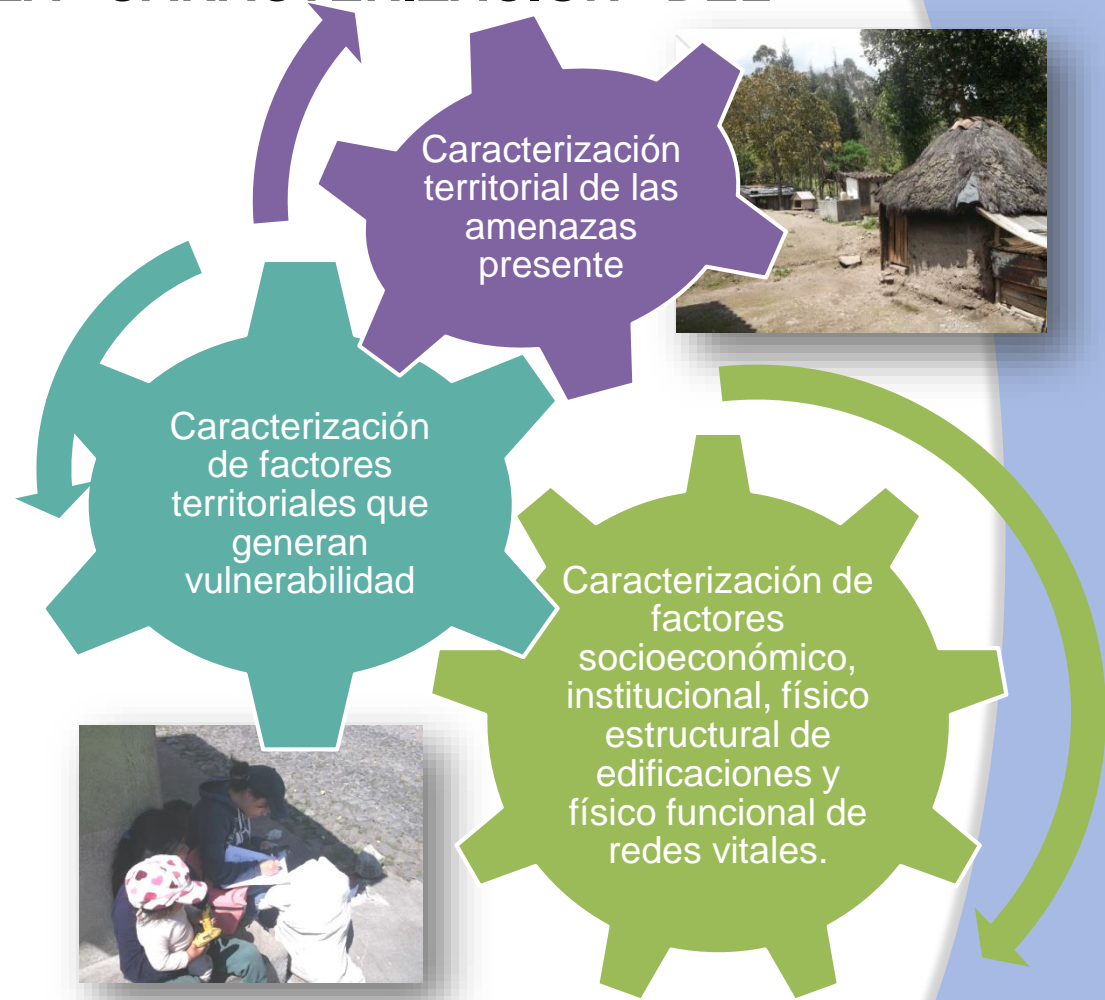 Caracterización
territorial de las
amenazas
presente
Caracterización
de factores
territoriales que
generan
vulnerabilidad
Caracterización de
factores
socioeconómico,
institucional, físico
estructural de
edificaciones y
físico funcional de
redes vitales.